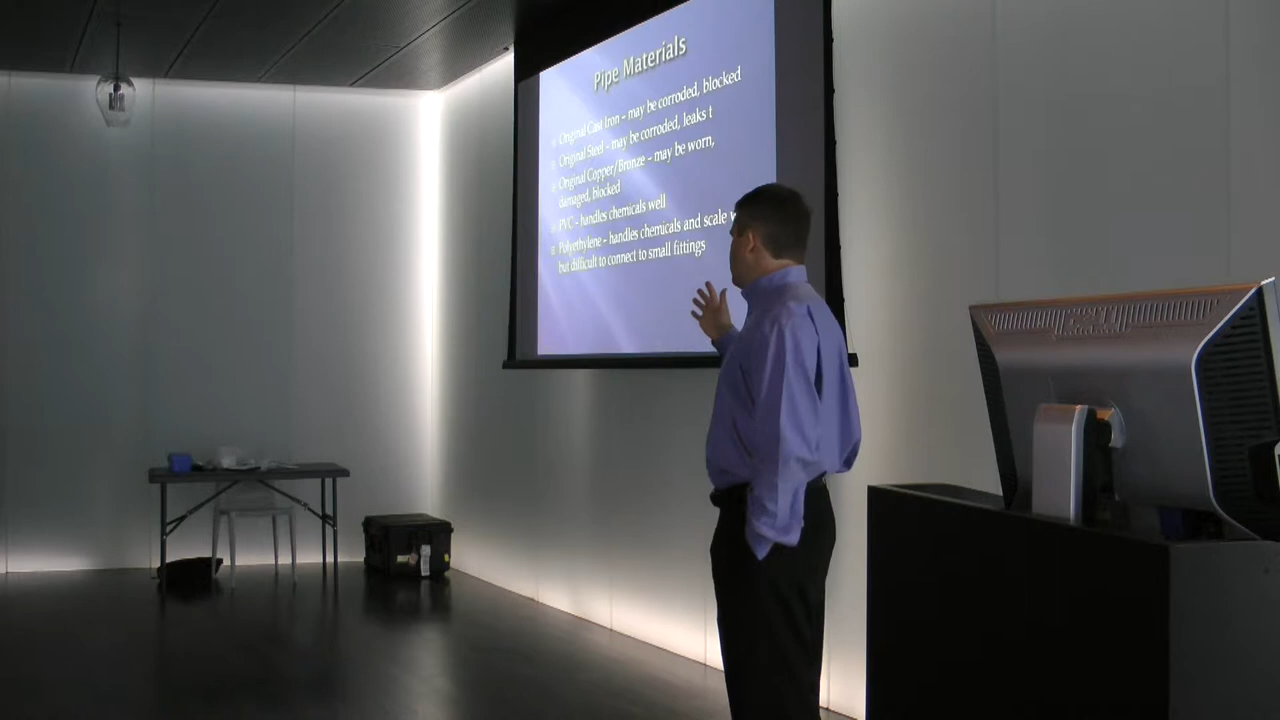 Pipe Materials
Original Cast Iron – may be corroded, blocked
Original Steel – may be corroded, leaks t
Original Copper/Bronze – may be worn,
damaged, blocked
PVC – handles chemicals well
Polyethylene – handles chemicals and scale w
but difficult to connect to small fittings